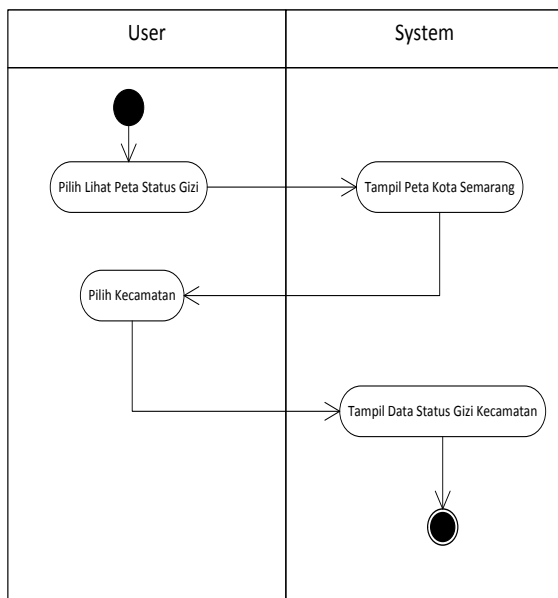 User
System
Pilih Lihat Peta Status Gizi
Tampil Peta Kota Semarang
Pilih Kecamatan
Tampil Data Status Gizi Kecamatan